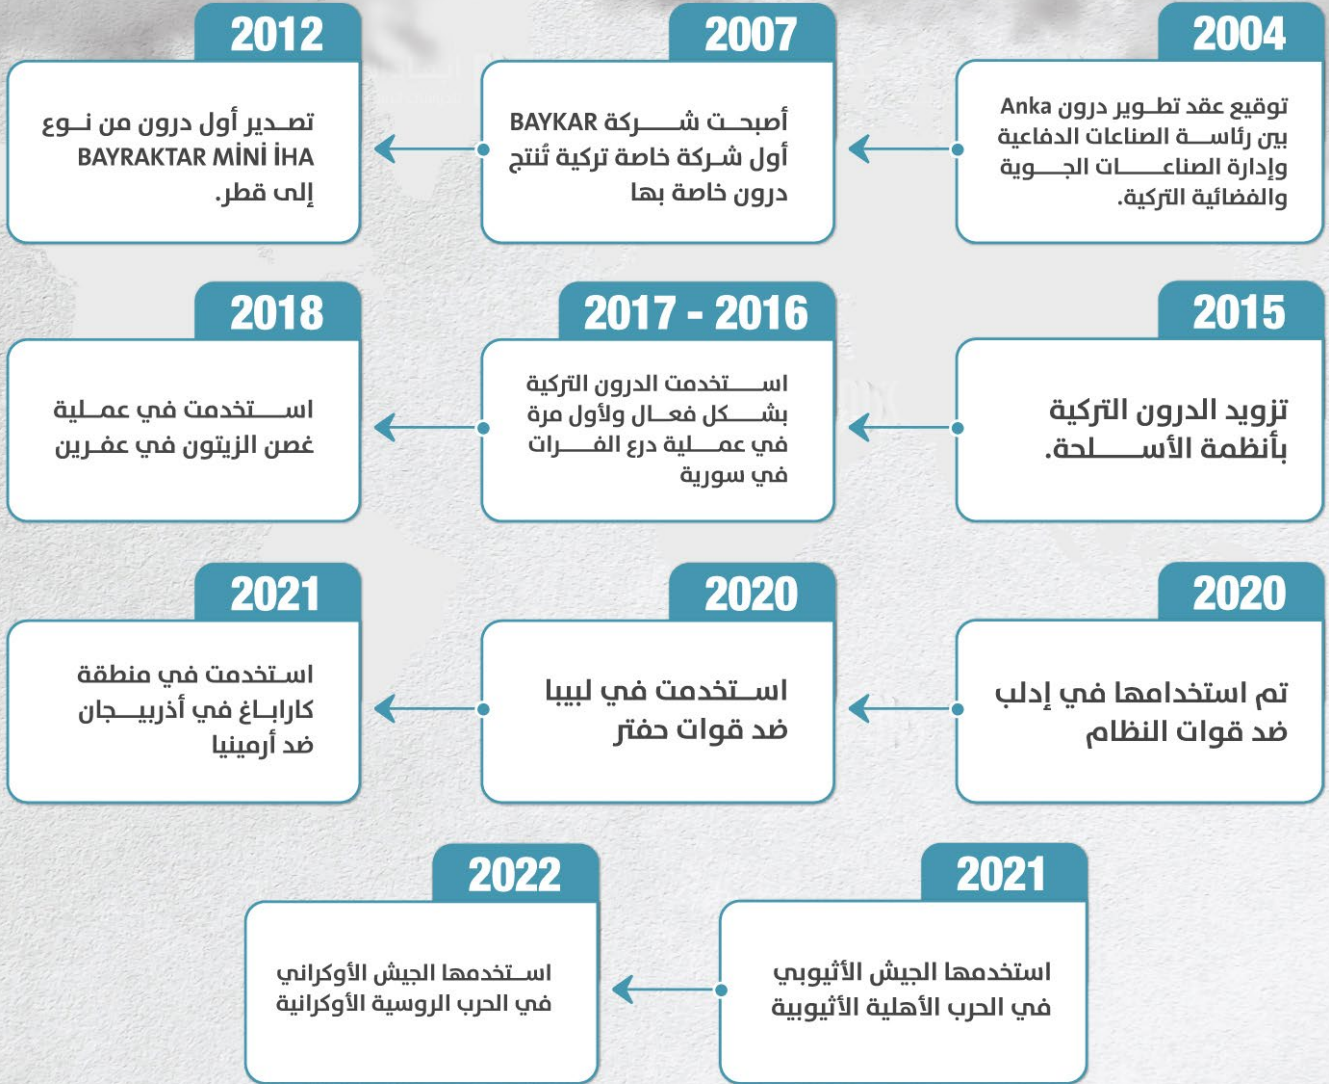 2004
توقيع عقد تطوير درون Anka
بين رئاسة الصناعات الدفاعية
وإدارة الصناعات الجوية
والفضائية التركية.
2007
أصبحت شركة BAYKAR
أول شركة خاصة تركية تُنتج
درون خاصة بها
2012
تصدير أول درون من نوع
BAYRAKTAR MİNİ İHA
إلى قطر.
2015
تزويد الدرون التركية
بأنظمة الأسلحة.
2017 - 2016
استخدمت الدرون التركية
بشكل فعال ولأول مرة
في عملية درع الفرات
في سورية
2018
استخدمت في عملية
غصن الزيتون في عفرين
2020
تم استخدامها في إدلب
ضد قوات النظام
2020
استخدمت في ليبيا
ضد قوات حفتر
2021
استخدمت في منطقة
كاراباغ في أذربيجان
ضد أرمينيا
2021
استخدمها الجيش الأثيوبي
في الحرب الأهلية الأثيوبية
2022
استخدمها الجيش الأوكراني
في الحرب الروسية الأوكرانية